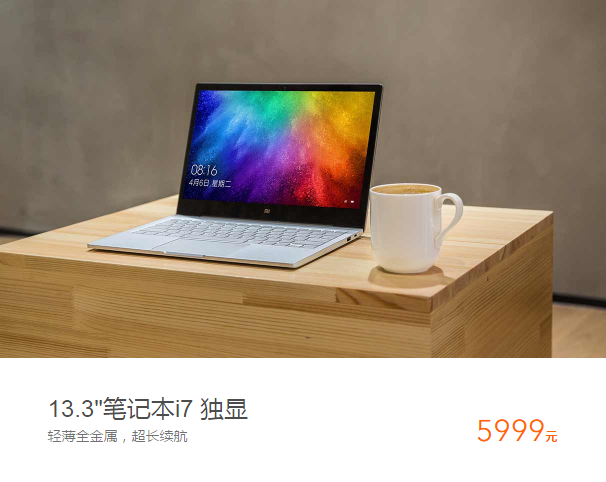 08:16
4月6日, 星期二
mi
13.3"笔记本i7 独显
轻薄全金属，超长续航
5999元